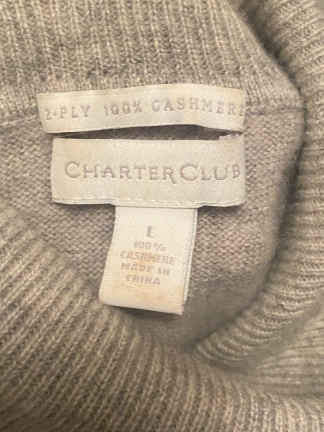 2-PLY 100% CASHMERE
CHARTER CLUB
L
100%
CASHMERE
MADE IN
CHINA